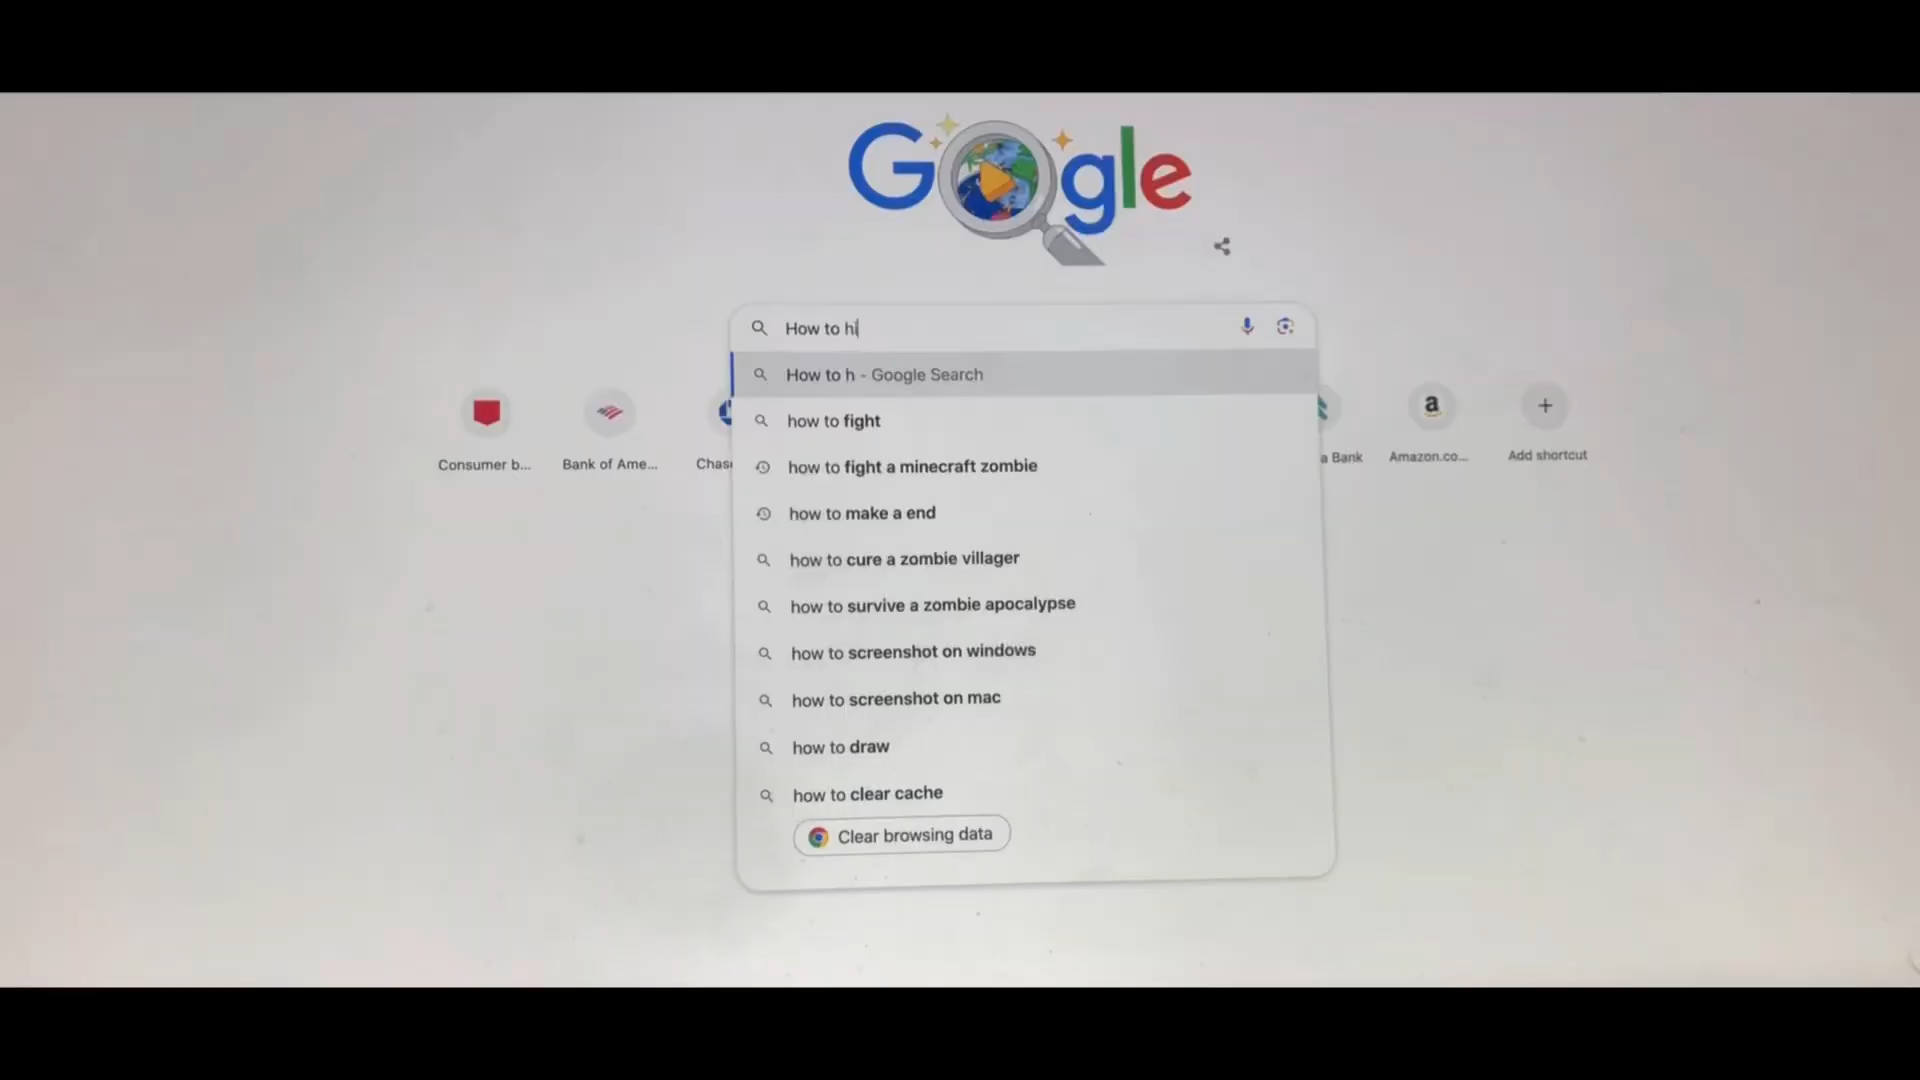 Google
How to hi
How to h - Google Search
how to fight
how to fight a minecraft zombie
how to make a end
how to cure a zombie villager
how to survive a zombie apocalypse
how to screenshot on windows
how to screenshot on mac
how to draw
how to clear cache
Clear browsing data
Consumer b...
Bank of Ame...
Chas
a Bank
Amazon.co...
Add shortcut